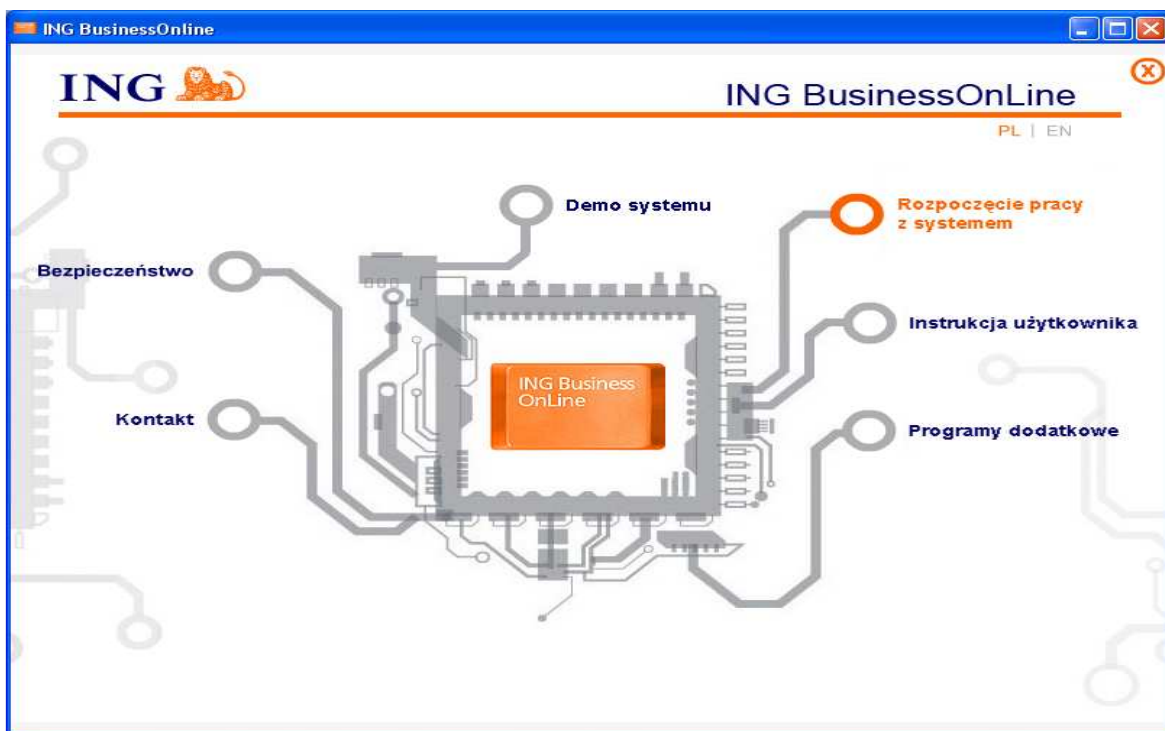 ING BusinessOnline
ING
ING BusinessOnLine
PL | EN
Demo systemu
Rozpoczęcie pracy
z systemem
Bezpieczeństwo
Instrukcja użytkownika
ING Business
OnLine
Kontakt
Programy dodatkowe